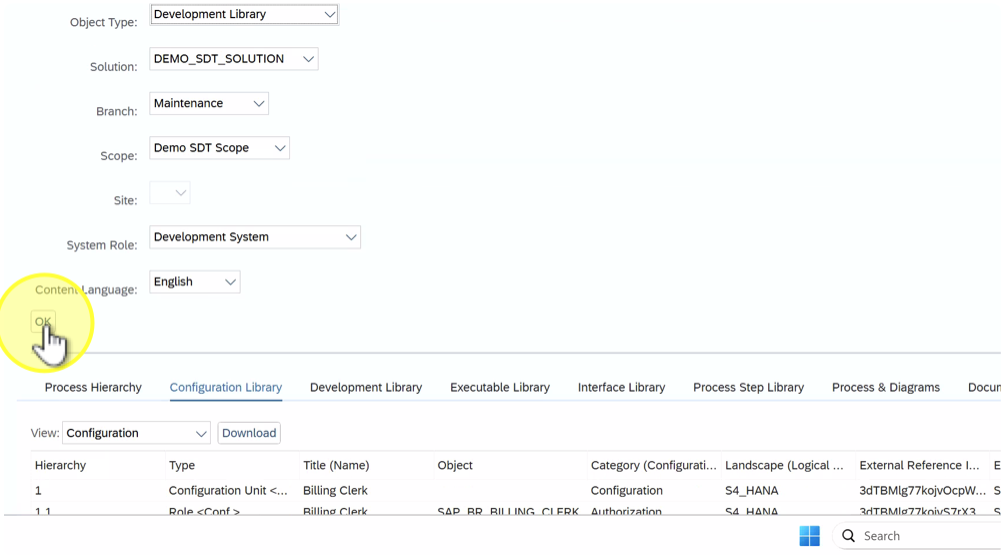 Object Type: Development Library
Solution: DEMO_SDT_SOLUTION
Branch: Maintenance
Scope: Demo SDT Scope
Site:
System Role: Development System
Content Language: English
OK
Process Hierarchy Configuration Library Development Library Executable Library Interface Library Process Step Library Process & Diagrams Docum
View: Configuration Download
Hierarchy Type Title (Name) Object Category (Configurati... Landscape (Logical ... External Reference I... E
1 Configuration Unit <... Billing Clerk Configuration S4_HANA 3dTBMlg77kojvOcpW... S
1.1 Role <Conf.> Billing Clerk SAP_BR_BILLING_CLERK Authorization S4_HANA 3dTBMlg77kojvS7rX3 S
Search